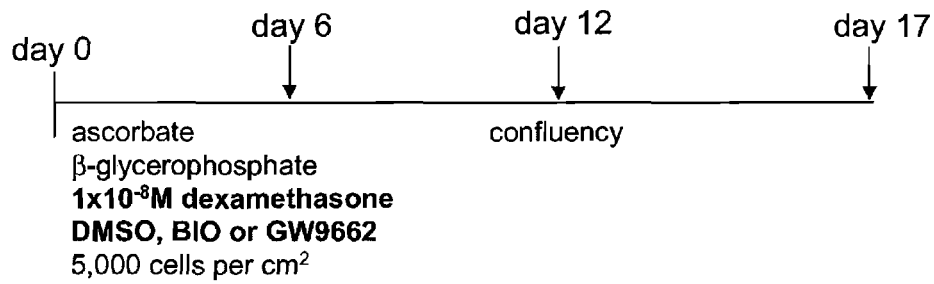 day 0 day 6 day 12 day 17
ascorbate confluency
β-glycerophosphate
1x10⁻⁸M dexamethasone
DMSO, BIO or GW9662
5,000 cells per cm²